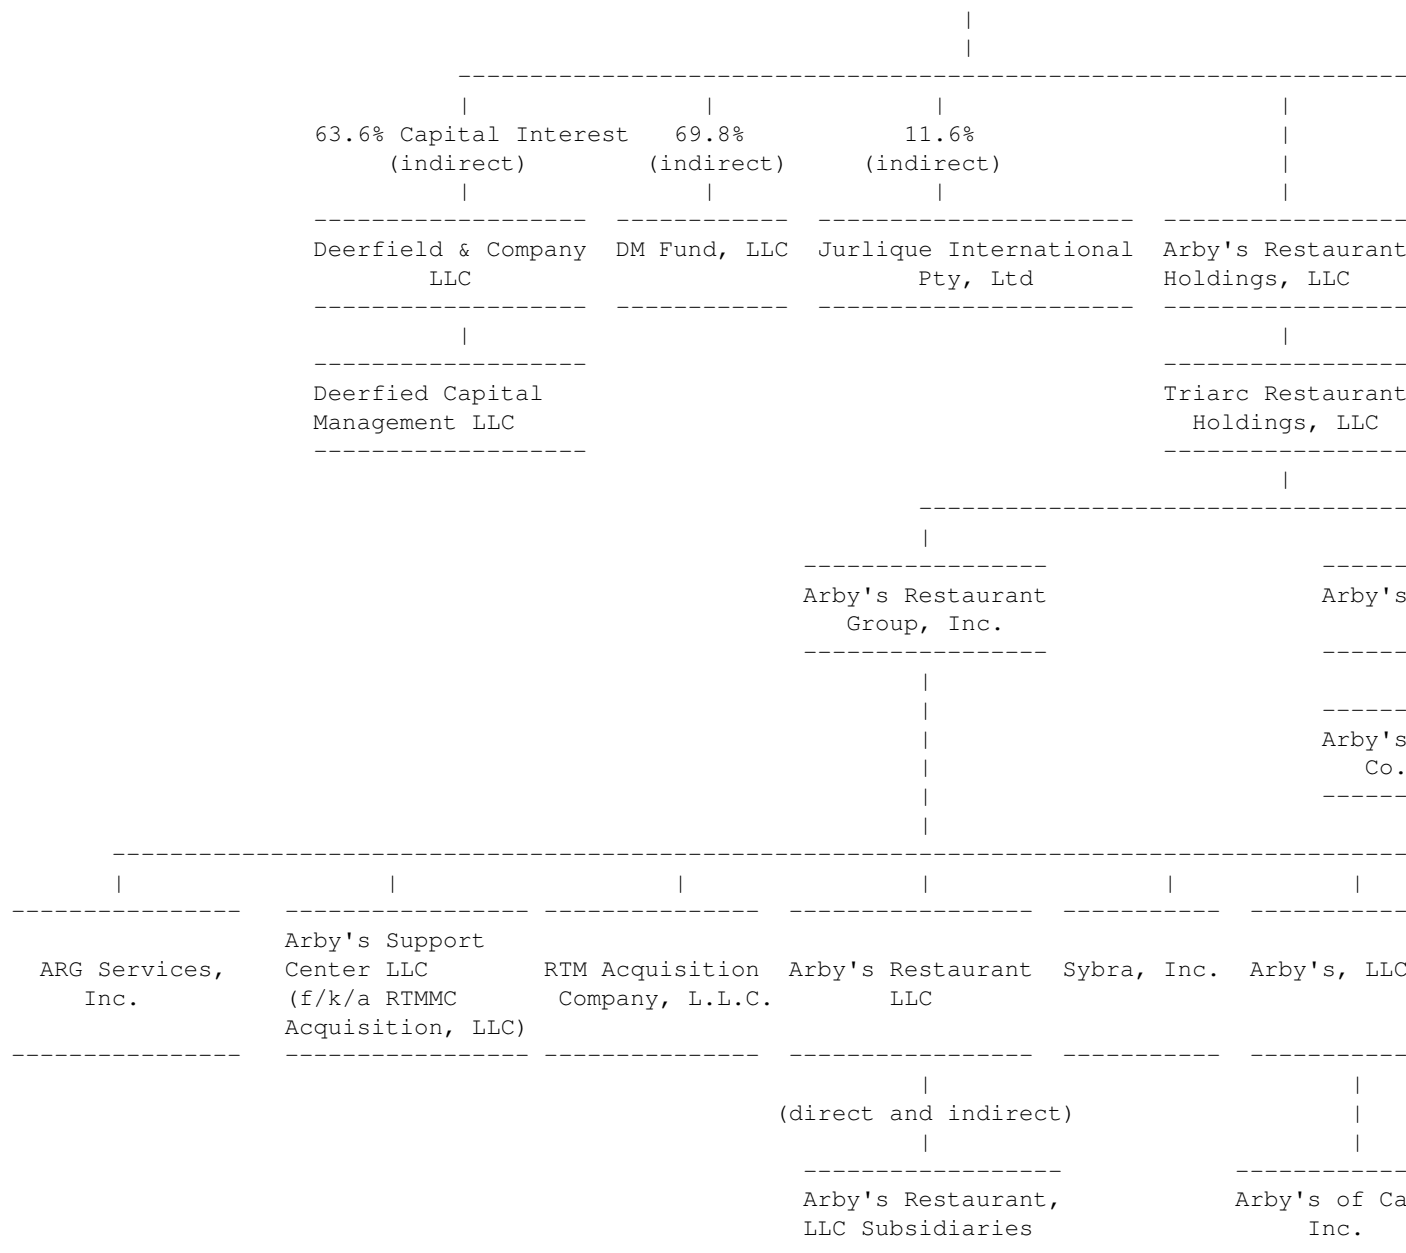 63.6% Capital Interest 69.8% 11.6%
(indirect) (indirect) (indirect)
Deerfield & Company DM Fund, LLC Jurlique International Arby's Restaurant
LLC Pty, Ltd Holdings, LLC
Deerfied Capital Triarc Restaurant
Management LLC Holdings, LLC
Arby's Restaurant Arby's
Group, Inc.
Arby's
Co.
Arby's Support
ARG Services, Center LLC RTM Acquisition Arby's Restaurant Sybra, Inc. Arby's, LLC
Inc. (f/k/a RTMMC Company, L.L.C. LLC
Acquisition, LLC)
(direct and indirect)
Arby's Restaurant, Arby's of Ca
LLC Subsidiaries Inc.